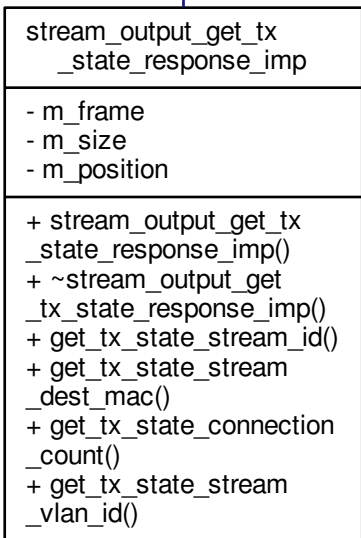 stream_output_get_tx
_state_response_imp
- m_frame
- m_size
- m_position
+ stream_output_get_tx
_state_response_imp()
+ ~stream_output_get
_tx_state_response_imp()
+ get_tx_state_stream_id()
+ get_tx_state_stream
_dest_mac()
+ get_tx_state_connection
_count()
+ get_tx_state_stream
_vlan_id()